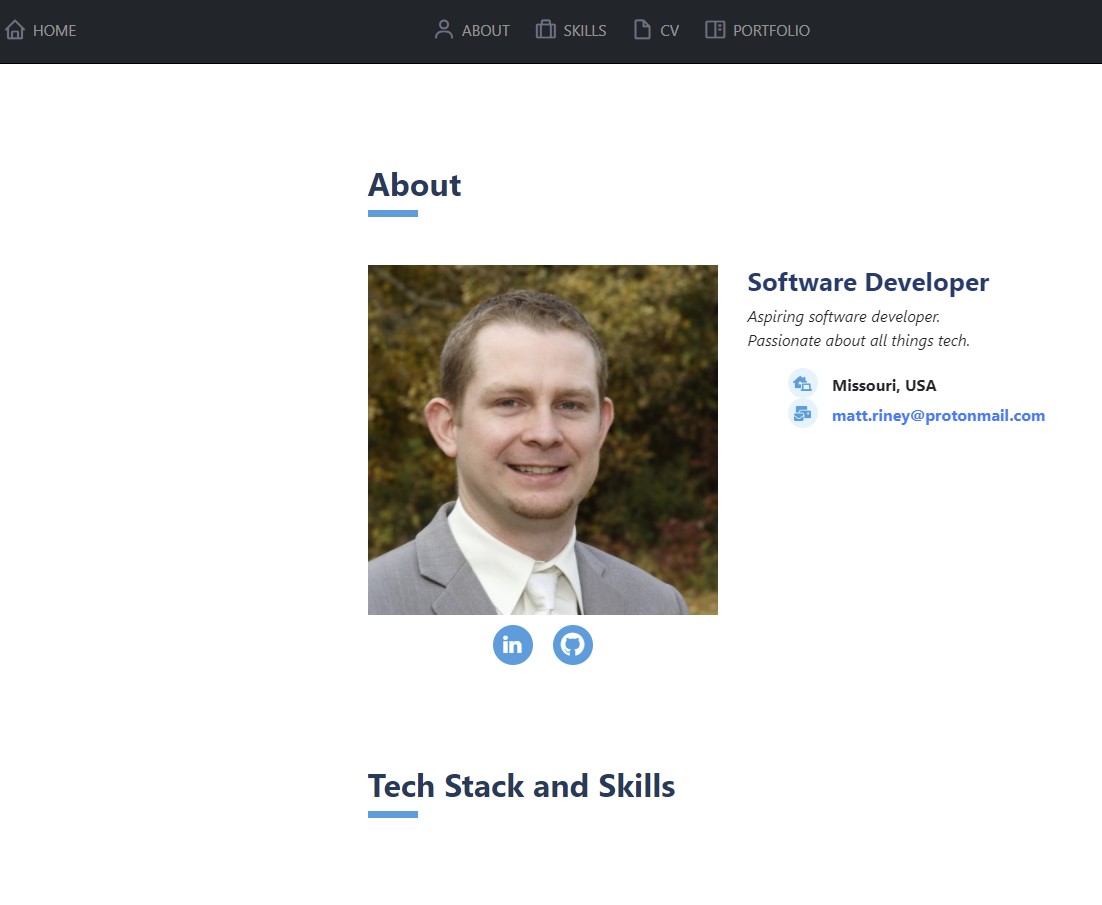 HOME
ABOUT
SKILLS
CV
PORTFOLIO
About
Software Developer
Aspiring software developer.
Passionate about all things tech.
Missouri, USA
matt.riney@protonmail.com
in
Tech Stack and Skills